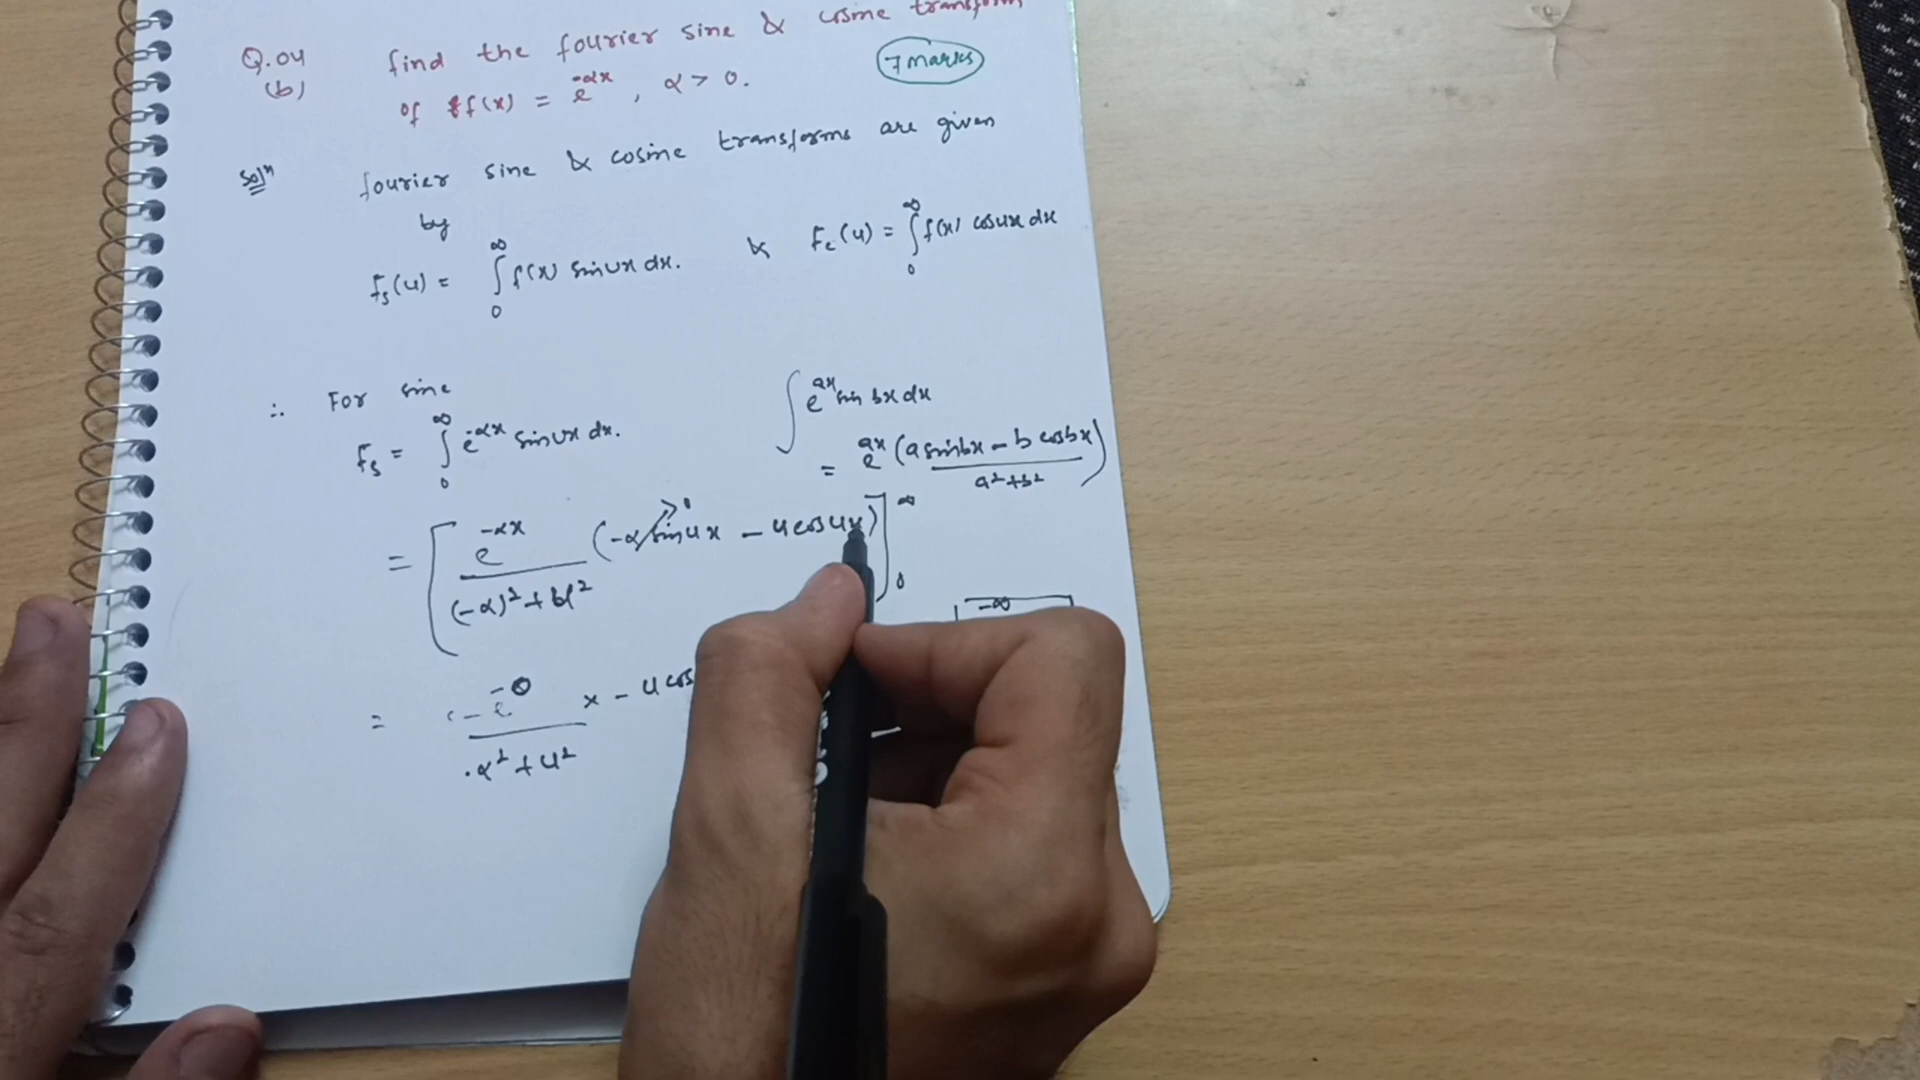 Q.04 find the fourier sine & cosine transform
(b) of f(x) = e^-αx , α > 0. 7 marks
Solⁿ fourier sine & cosine transforms are given
by
Fs(u) = ∫₀^∞ f(x) sin ux dx. & Fc(u) = ∫₀^∞ f(x) cos ux dx
∴ For sine
∫ e^ax sin bx dx
Fs = ∫₀^∞ e^-αx sin ux dx.
= e^ax (a sin bx - b cos bx) / a² + b²
= [ e^-αx / (-α)² + u² (-α sin ux - u cos ux) ]₀^∞
-∞
= - e^-0 / α² + u² x - u cos